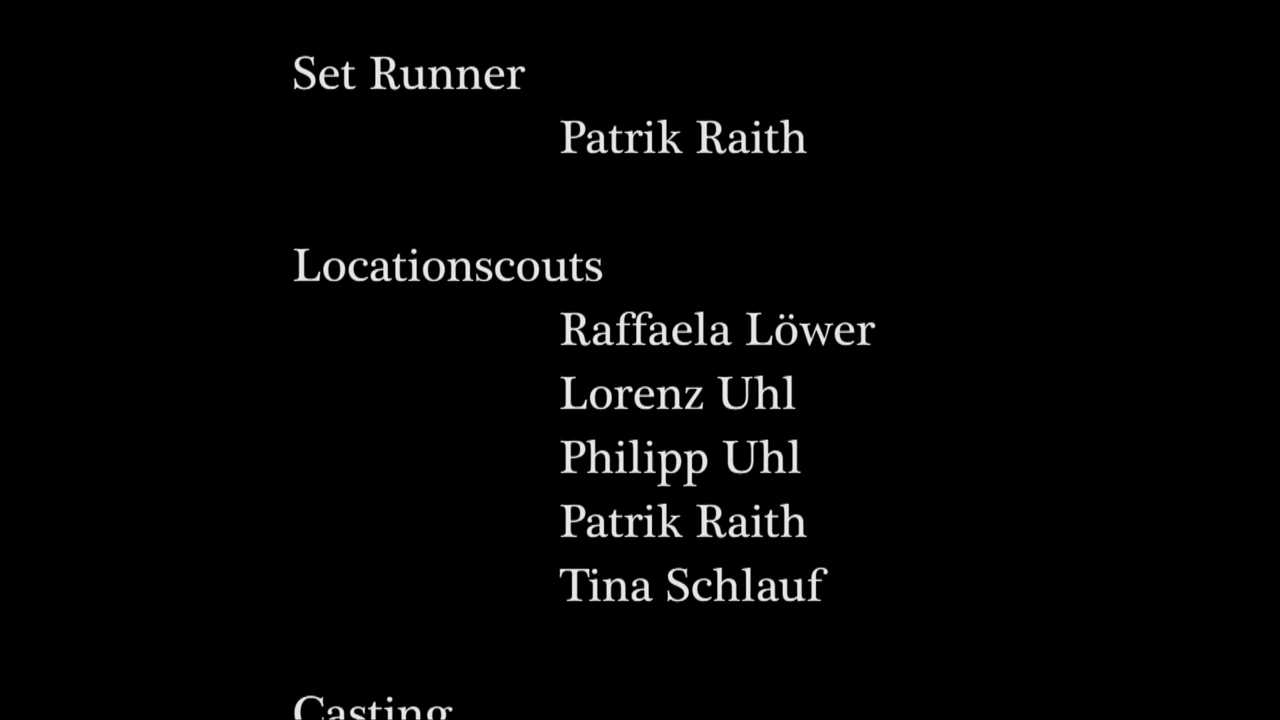 Set Runner
Patrik Raith
Locationscouts
Raffaela Löwer
Lorenz Uhl
Philipp Uhl
Patrik Raith
Tina Schlauf
Casting